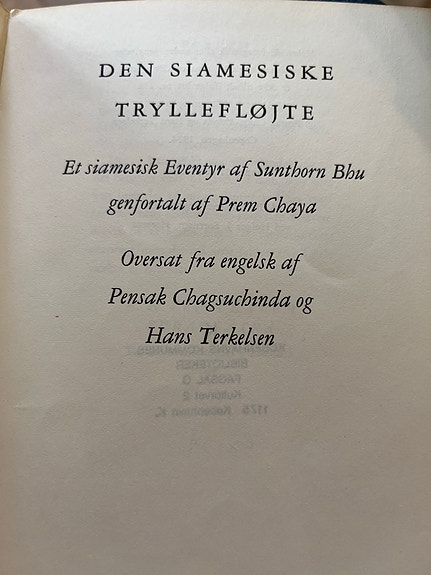 DEN SIAMESISKE
TRYLLEFLØJTE
Et siamesisk Eventyr af Sunthorn Bhu
genfortalt af Prem Chaya
Oversat fra engelsk af
Pensak Chagsuchinda og
Hans Terkelsen
BIBLIOTEKER